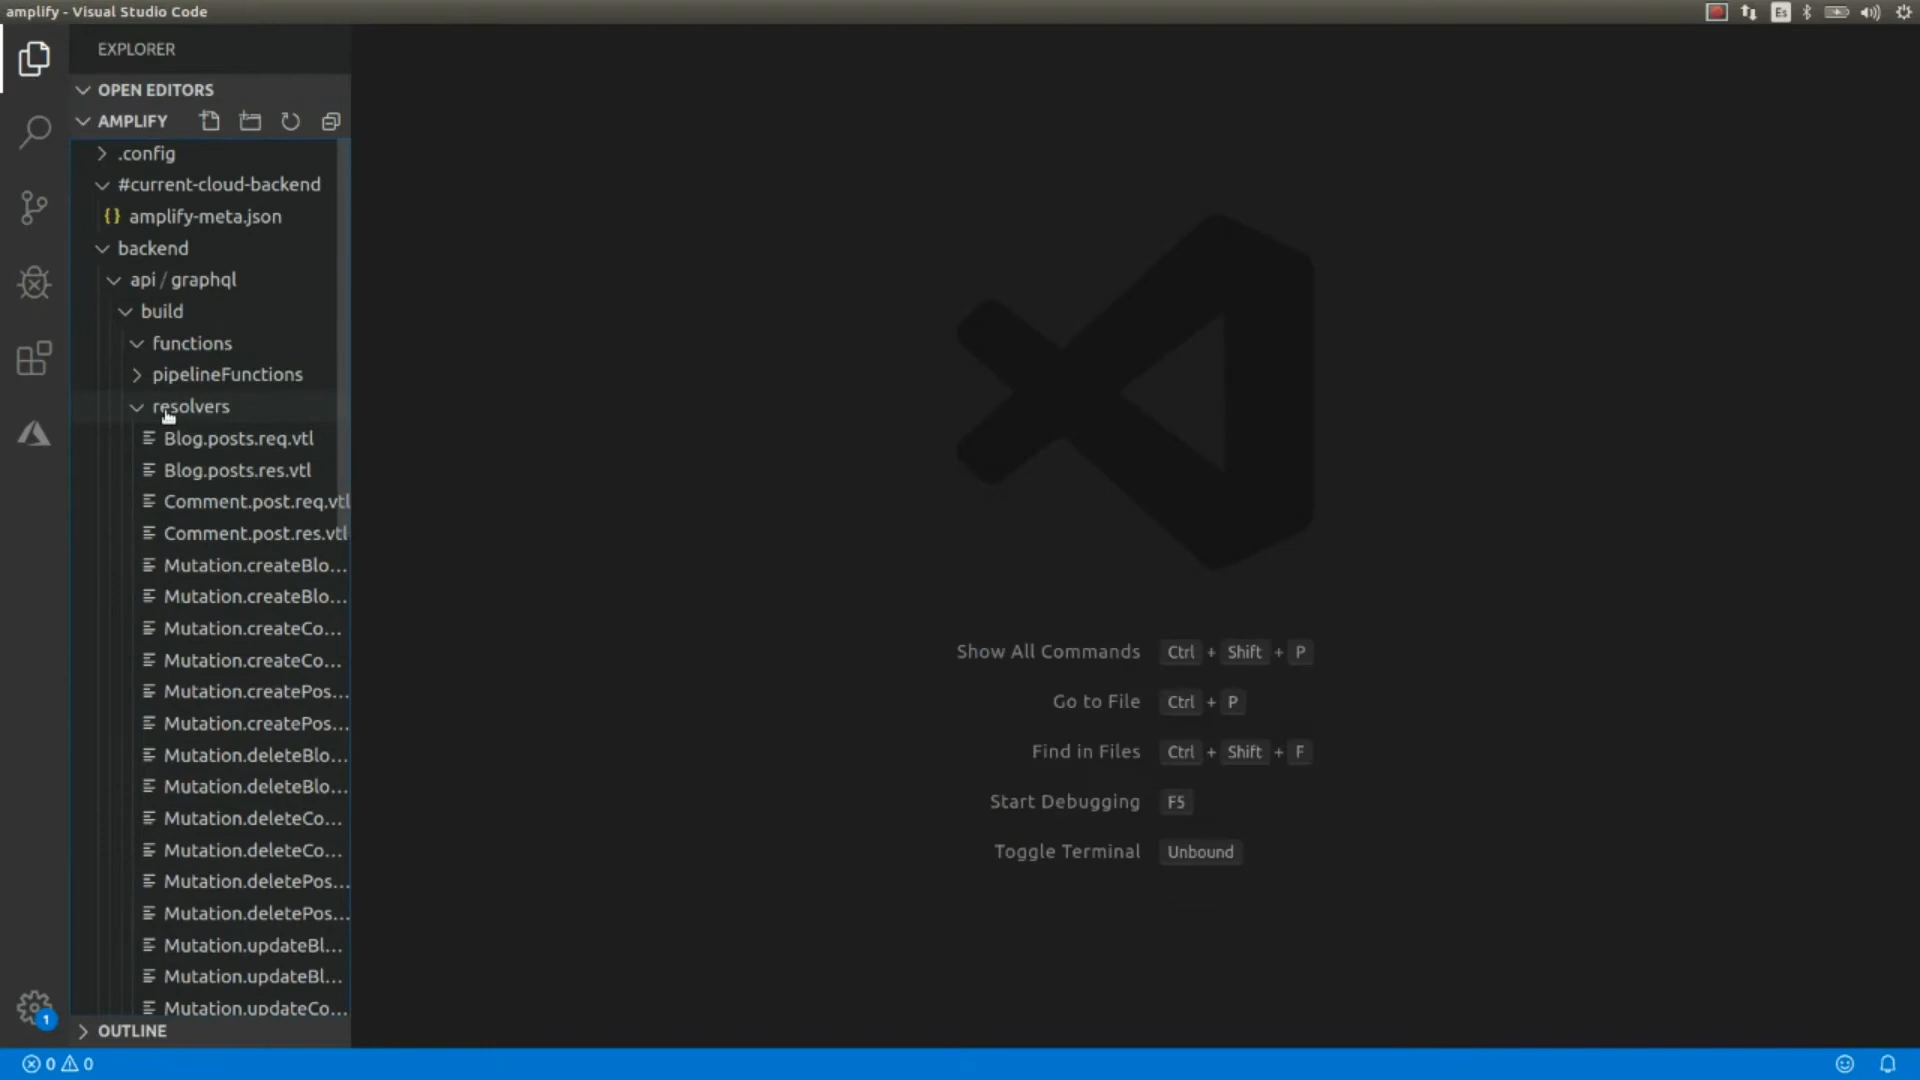 amplify - Visual Studio Code
Es
EXPLORER
OPEN EDITORS
AMPLIFY
.config
#current-cloud-backend
{} amplify-meta.json
backend
api / graphql
build
functions
pipelineFunctions
resolvers
Blog.posts.req.vtl
Blog.posts.res.vtl
Comment.post.req.vtl
Comment.post.res.vtl
Mutation.createBlo...
Mutation.createBlo...
Mutation.createCo...
Mutation.createCo...
Mutation.createPos...
Mutation.createPos...
Mutation.deleteBlo...
Mutation.deleteBlo...
Mutation.deleteCo...
Mutation.deleteCo...
Mutation.deletePos...
Mutation.deletePos...
Mutation.updateBl...
Mutation.updateBl...
Mutation.updateCo...
OUTLINE
1
0 0
Show All Commands Ctrl + Shift + P
Go to File Ctrl + P
Find in Files Ctrl + Shift + F
Start Debugging F5
Toggle Terminal Unbound